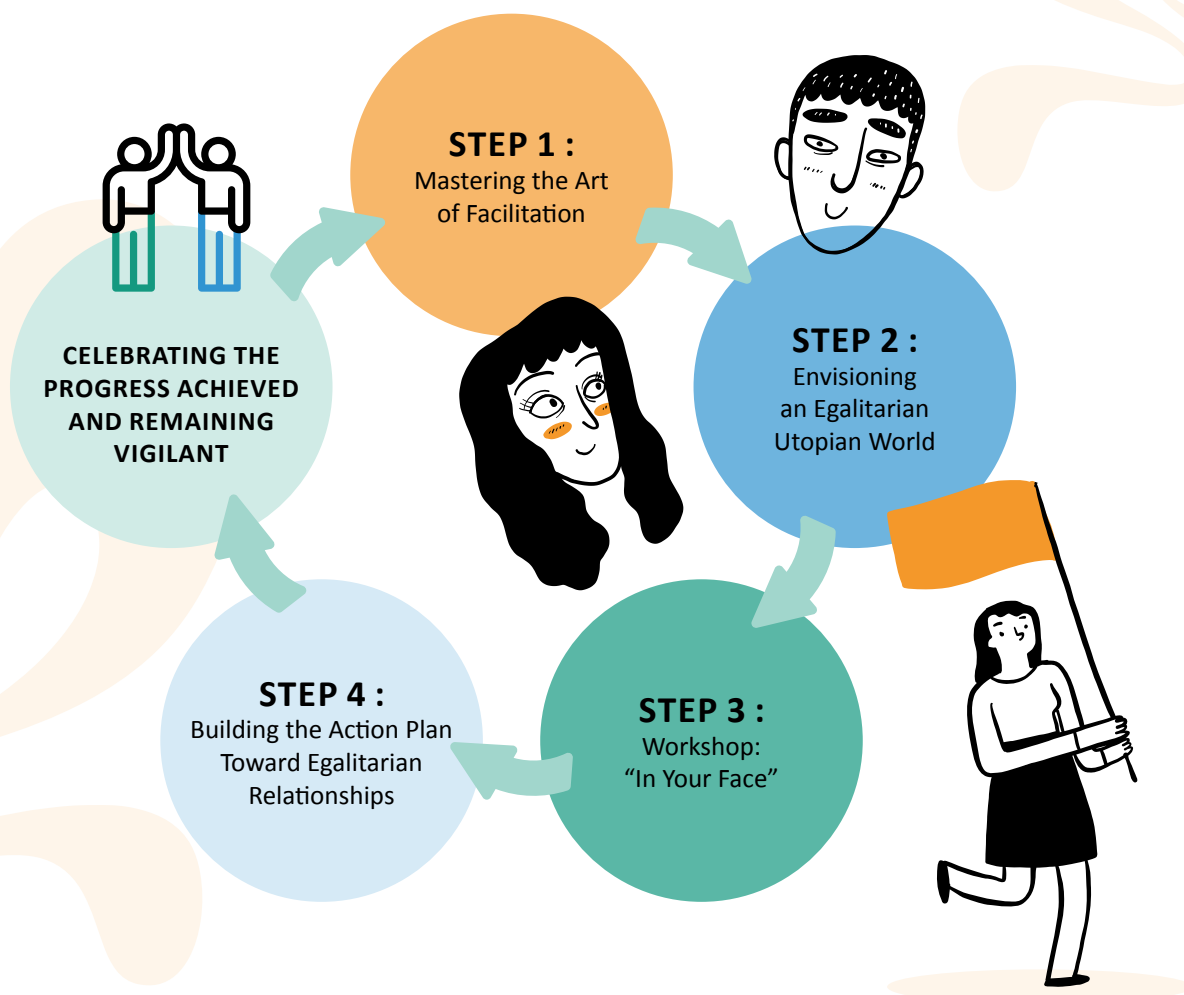 STEP 1 :
Mastering the Art
of Facilitation
STEP 2 :
Envisioning
an Egalitarian
Utopian World
STEP 3 :
Workshop:
“In Your Face”
STEP 4 :
Building the Action Plan
Toward Egalitarian
Relationships
CELEBRATING THE
PROGRESS ACHIEVED
AND REMAINING
VIGILANT